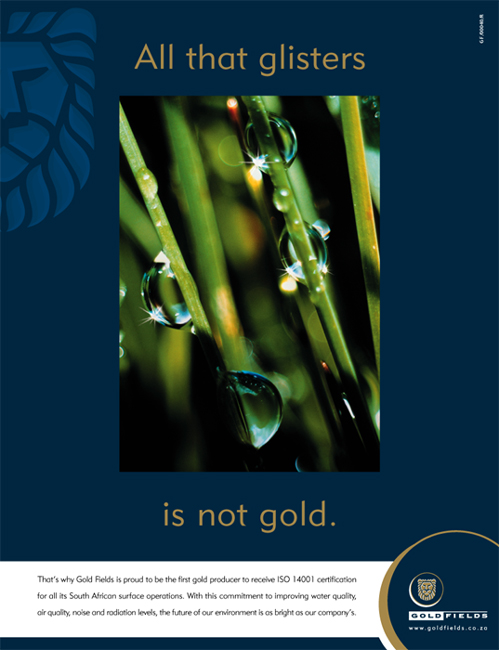 GF/0004U/R
All that glisters
is not gold.
That's why Gold Fields is proud to be the first gold producer to receive ISO 14001 certification
for all its South African surface operations. With this commitment to improving water quality,
air quality, noise and radiation levels, the future of our environment is as bright as our company's.
GOLD FIELDS
www.goldfields.co.za